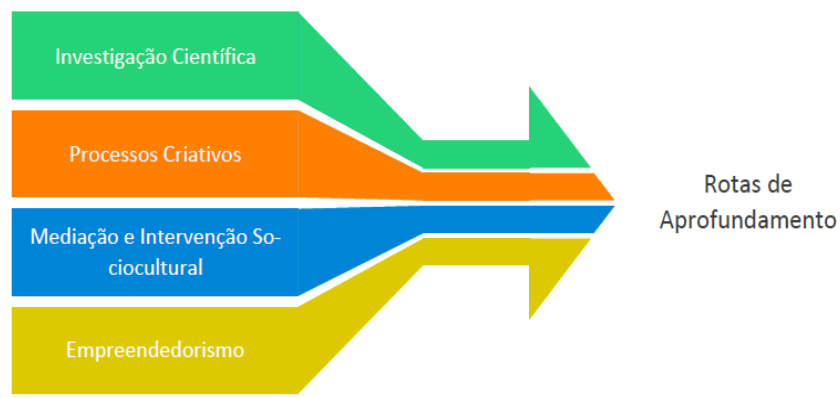 Investigação Científica
Processos Criativos
Mediação e Intervenção So-
ciocultural
Empreendedorismo
Rotas de
Aprofundamento